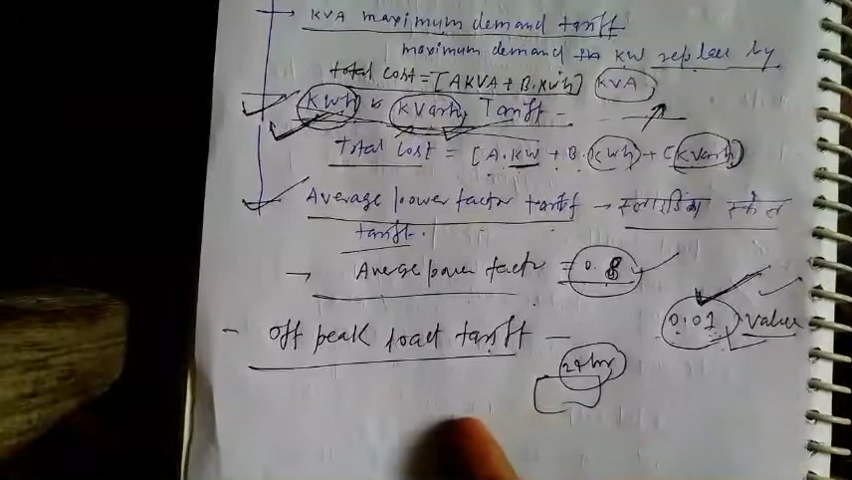 → KVA maximum demand tariff
maximum demand KW replace by
total cost = [AKVA + B.Kwh] KVA
Kwh & KVarh Tariff -
Total Cost = [A.KW + B.Kwh + C KVarh]
Average power factor tariff → स्लाइडिंग स्केल
tariff.
→ Average power factor = 0.8
0.01 value
- off peak load tariff -
24hr